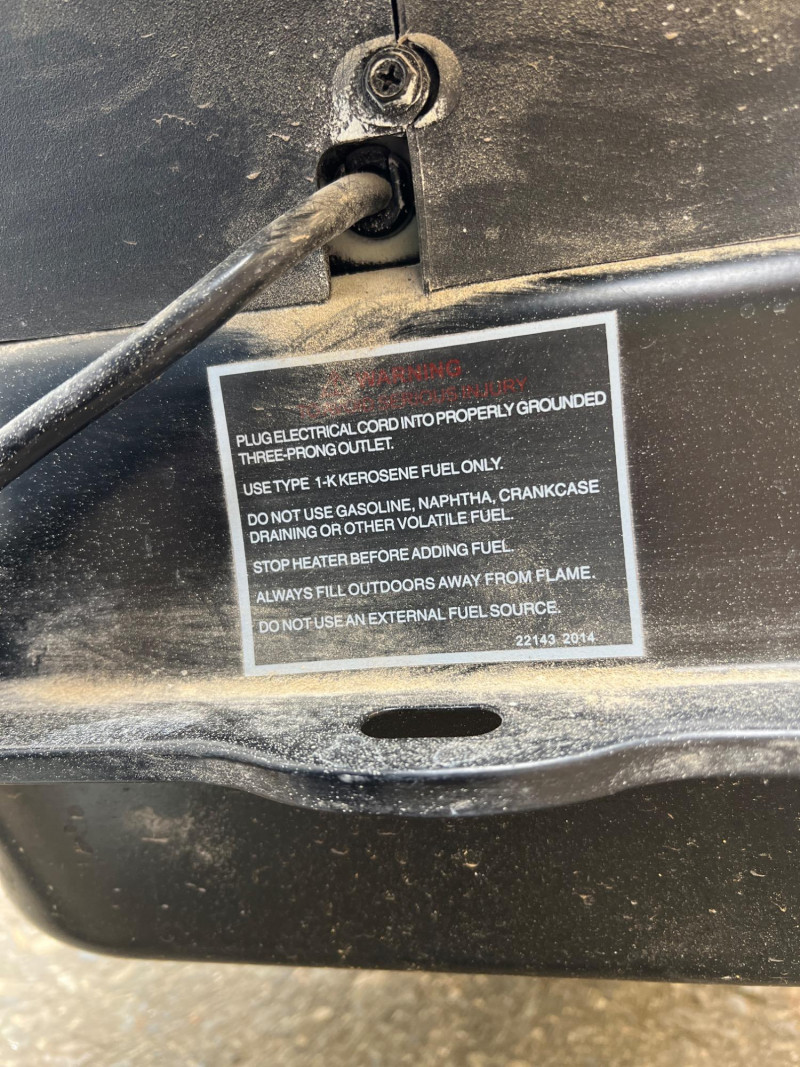 WARNING
SERIOUS INJURY
PLUG ELECTRICAL CORD INTO PROPERLY GROUNDED
THREE-PRONG OUTLET.
USE TYPE 1-K KEROSENE FUEL ONLY.
DO NOT USE GASOLINE, NAPHTHA, CRANKCASE
DRAINING OR OTHER VOLATILE FUEL.
STOP HEATER BEFORE ADDING FUEL.
ALWAYS FILL OUTDOORS AWAY FROM FLAME.
DO NOT USE AN EXTERNAL FUEL SOURCE.
22143 2014